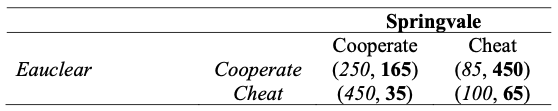 Springvale
Cooperate Cheat
Eauclear Cooperate (250, 165) (85, 450)
Cheat (450, 35) (100, 65)